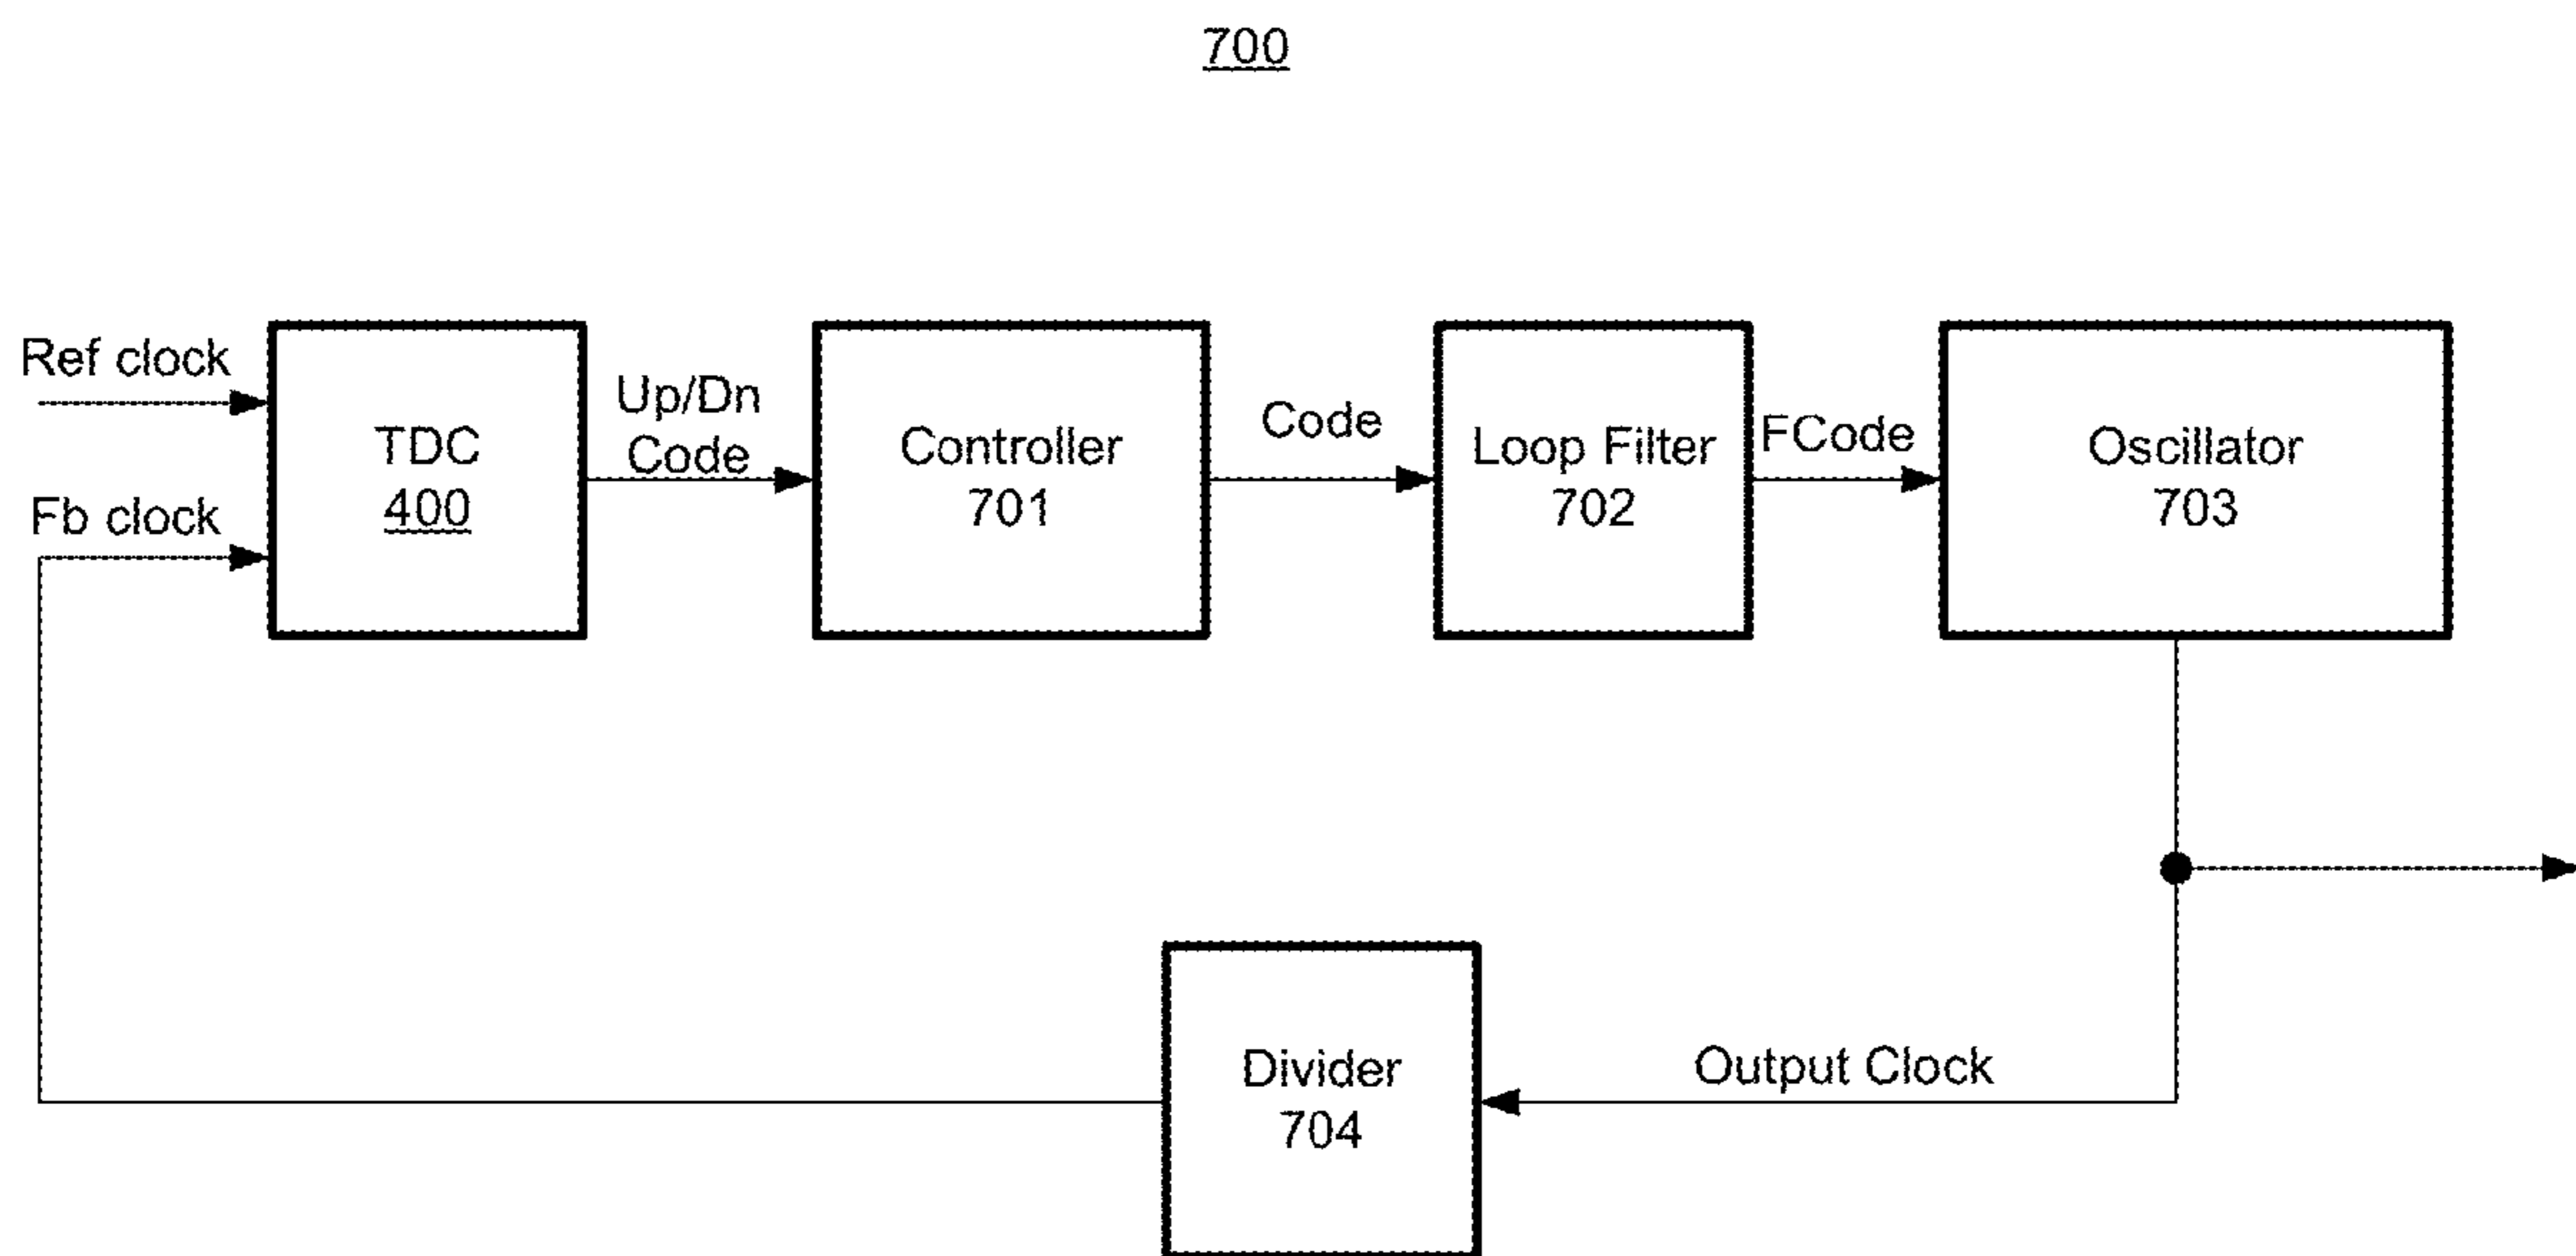 700
Ref clock
Fb clock
TDC
400
Up/Dn
Code
Controller
701
Code
Loop Filter
702
FCode
Oscillator
703
Divider
704
Output Clock